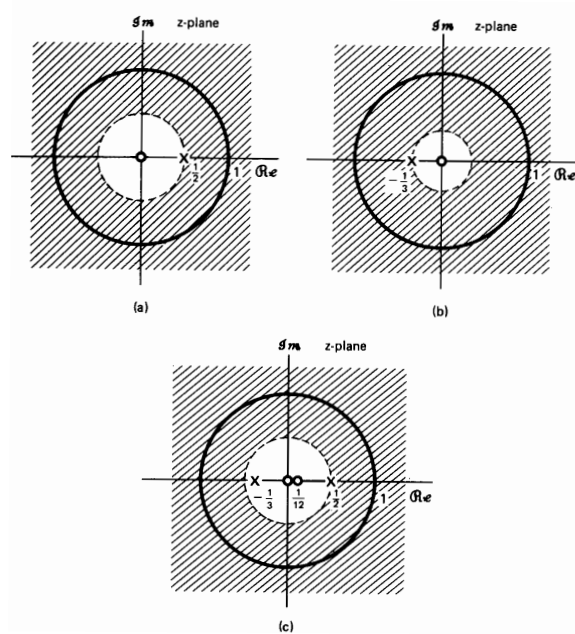 𝓘m z-plane
1/2 1 ℛe
(a)
𝓘m z-plane
-1/3 1 ℛe
(b)
𝓘m z-plane
-1/3 1/12 1/2 1 ℛe
(c)